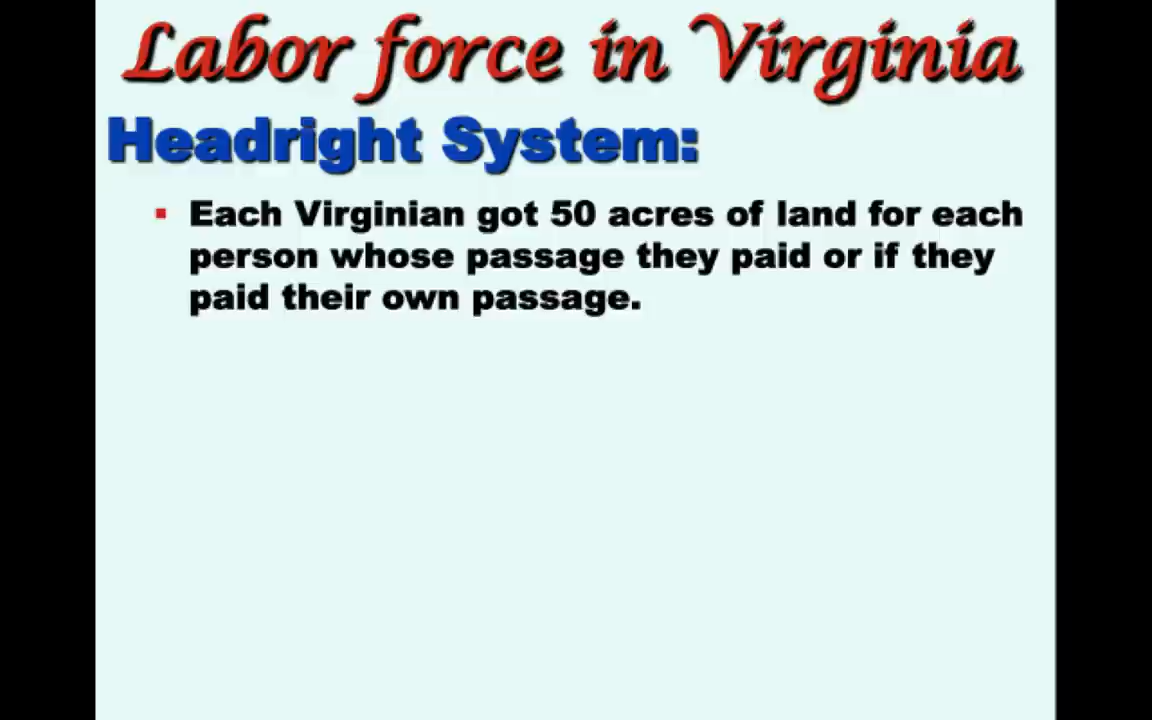 Labor force in Virginia
Headright System:
▪ Each Virginian got 50 acres of land for each
person whose passage they paid or if they
paid their own passage.